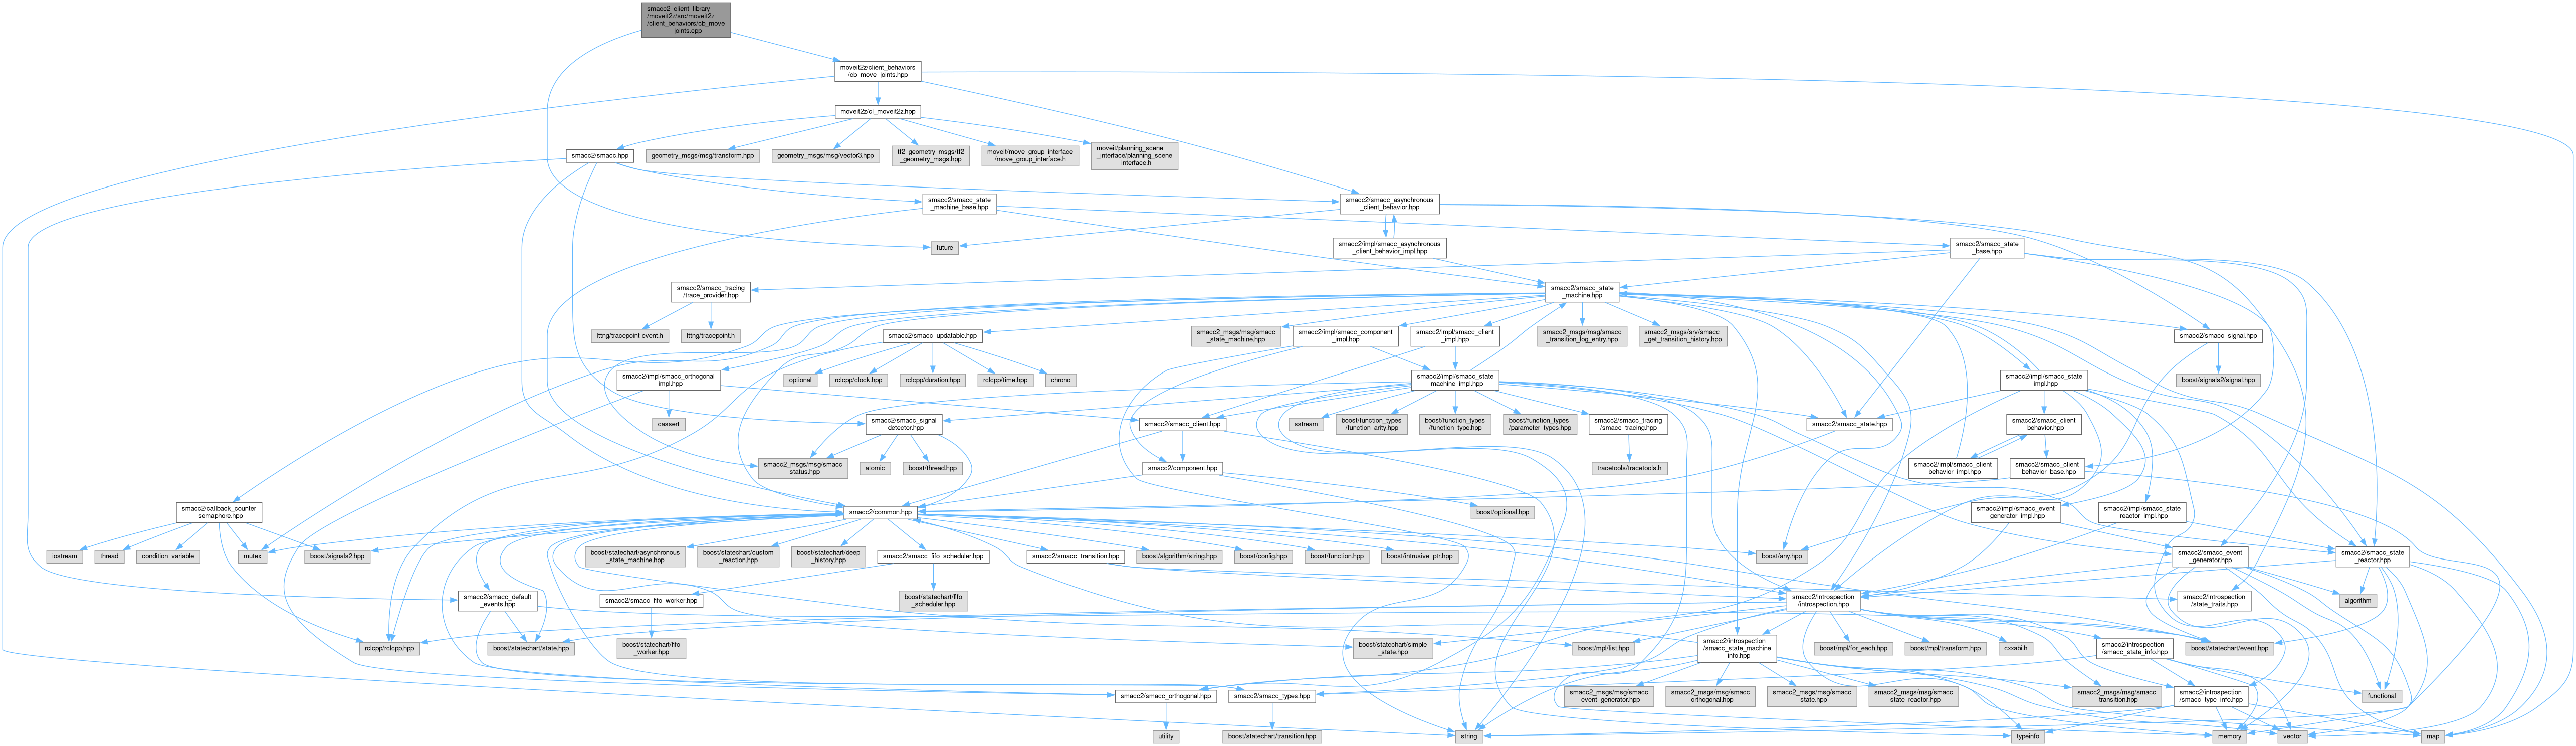 smacc2_client_library
/moveit2z/src/moveit2z
/client_behaviors/cb_move
_joints.cpp
moveit2z/client_behaviors
/cb_move_joints.hpp
moveit2z/cl_moveit2z.hpp
smacc2/smacc.hpp
geometry_msgs/msg/transform.hpp
geometry_msgs/msg/vector3.hpp
tf2_geometry_msgs/tf2
_geometry_msgs.hpp
moveit/move_group_interface
/move_group_interface.h
moveit/planning_scene
_interface/planning_scene
_interface.h
smacc2/smacc_state
_machine_base.hpp
smacc2/smacc_asynchronous
_client_behavior.hpp
future
smacc2/impl/smacc_asynchronous
_client_behavior_impl.hpp
smacc2/smacc_state
_base.hpp
smacc2/smacc_tracing
/trace_provider.hpp
smacc2/smacc_state
_machine.hpp
lttng/tracepoint-event.h
lttng/tracepoint.h
smacc2/smacc_updatable.hpp
smacc2_msgs/msg/smacc
_state_machine.hpp
smacc2/impl/smacc_component
_impl.hpp
smacc2/impl/smacc_client
_impl.hpp
smacc2_msgs/msg/smacc
_transition_log_entry.hpp
smacc2_msgs/srv/smacc
_get_transition_history.hpp
smacc2/smacc_signal.hpp
smacc2/impl/smacc_orthogonal
_impl.hpp
optional
rclcpp/clock.hpp
rclcpp/duration.hpp
rclcpp/time.hpp
chrono
smacc2/impl/smacc_state
_machine_impl.hpp
smacc2/impl/smacc_state
_impl.hpp
boost/signals2/signal.hpp
cassert
smacc2/smacc_signal
_detector.hpp
smacc2/smacc_client.hpp
sstream
boost/function_types
/function_arity.hpp
boost/function_types
/function_type.hpp
boost/function_types
/parameter_types.hpp
smacc2/smacc_tracing
/smacc_tracing.hpp
smacc2/smacc_state.hpp
smacc2/smacc_client
_behavior.hpp
smacc2_msgs/msg/smacc
_status.hpp
atomic
boost/thread.hpp
smacc2/component.hpp
tracetools/tracetools.h
smacc2/impl/smacc_client
_behavior_impl.hpp
smacc2/smacc_client
_behavior_base.hpp
smacc2/callback_counter
_semaphore.hpp
smacc2/common.hpp
boost/optional.hpp
smacc2/impl/smacc_event
_generator_impl.hpp
smacc2/impl/smacc_state
_reactor_impl.hpp
iostream
thread
condition_variable
mutex
boost/signals2.hpp
boost/statechart/asynchronous
_state_machine.hpp
boost/statechart/custom
_reaction.hpp
boost/statechart/deep
_history.hpp
smacc2/smacc_fifo_scheduler.hpp
smacc2/smacc_transition.hpp
boost/algorithm/string.hpp
boost/config.hpp
boost/function.hpp
boost/intrusive_ptr.hpp
boost/any.hpp
smacc2/smacc_event
_generator.hpp
smacc2/smacc_state
_reactor.hpp
smacc2/smacc_default
_events.hpp
smacc2/smacc_fifo_worker.hpp
boost/statechart/fifo
_scheduler.hpp
smacc2/introspection
/introspection.hpp
smacc2/introspection
/state_traits.hpp
algorithm
rclcpp/rclcpp.hpp
boost/statechart/state.hpp
boost/statechart/fifo
_worker.hpp
boost/statechart/simple
_state.hpp
boost/mpl/list.hpp
smacc2/introspection
/smacc_state_machine
_info.hpp
boost/mpl/for_each.hpp
boost/mpl/transform.hpp
cxxabi.h
smacc2/introspection
/smacc_state_info.hpp
boost/statechart/event.hpp
smacc2/smacc_orthogonal.hpp
smacc2/smacc_types.hpp
smacc2_msgs/msg/smacc
_event_generator.hpp
smacc2_msgs/msg/smacc
_orthogonal.hpp
smacc2_msgs/msg/smacc
_state.hpp
smacc2_msgs/msg/smacc
_state_reactor.hpp
smacc2_msgs/msg/smacc
_transition.hpp
smacc2/introspection
/smacc_type_info.hpp
functional
utility
boost/statechart/transition.hpp
string
typeinfo
memory
vector
map